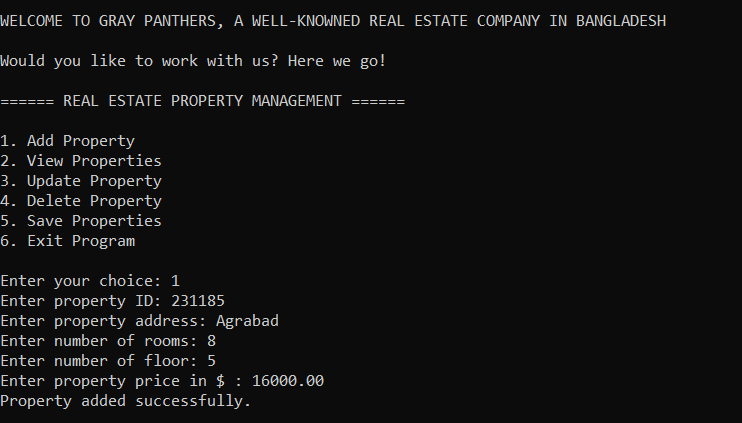 WELCOME TO GRAY PANTHERS, A WELL-KNOWNED REAL ESTATE COMPANY IN BANGLADESH
Would you like to work with us? Here we go!
====== REAL ESTATE PROPERTY MANAGEMENT ======
1. Add Property
2. View Properties
3. Update Property
4. Delete Property
5. Save Properties
6. Exit Program
Enter your choice: 1
Enter property ID: 231185
Enter property address: Agrabad
Enter number of rooms: 8
Enter number of floor: 5
Enter property price in $ : 16000.00
Property added successfully.